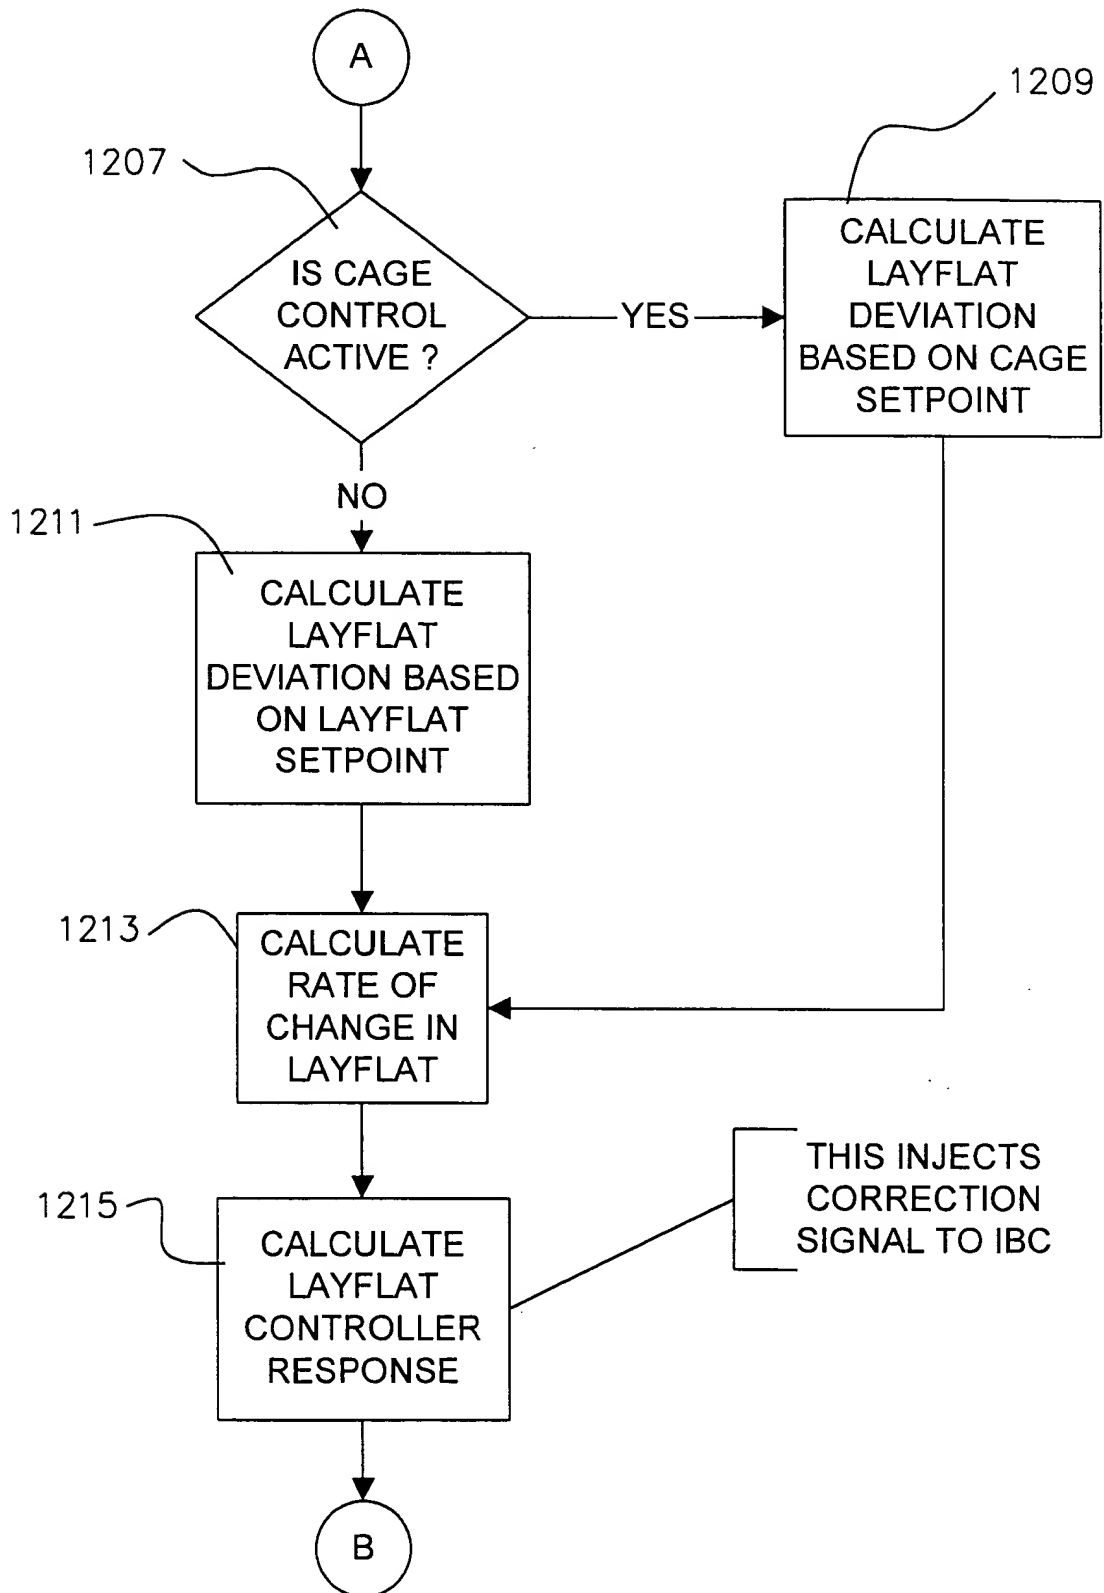 A
1209
1207
IS CAGE
CONTROL
ACTIVE ?
YES
CALCULATE
LAYFLAT
DEVIATION
BASED ON CAGE
SETPOINT
NO
1211
CALCULATE
LAYFLAT
DEVIATION BASED
ON LAYFLAT
SETPOINT
1213
CALCULATE
RATE OF
CHANGE IN
LAYFLAT
1215
CALCULATE
LAYFLAT
CONTROLLER
RESPONSE
THIS INJECTS
CORRECTION
SIGNAL TO IBC
B